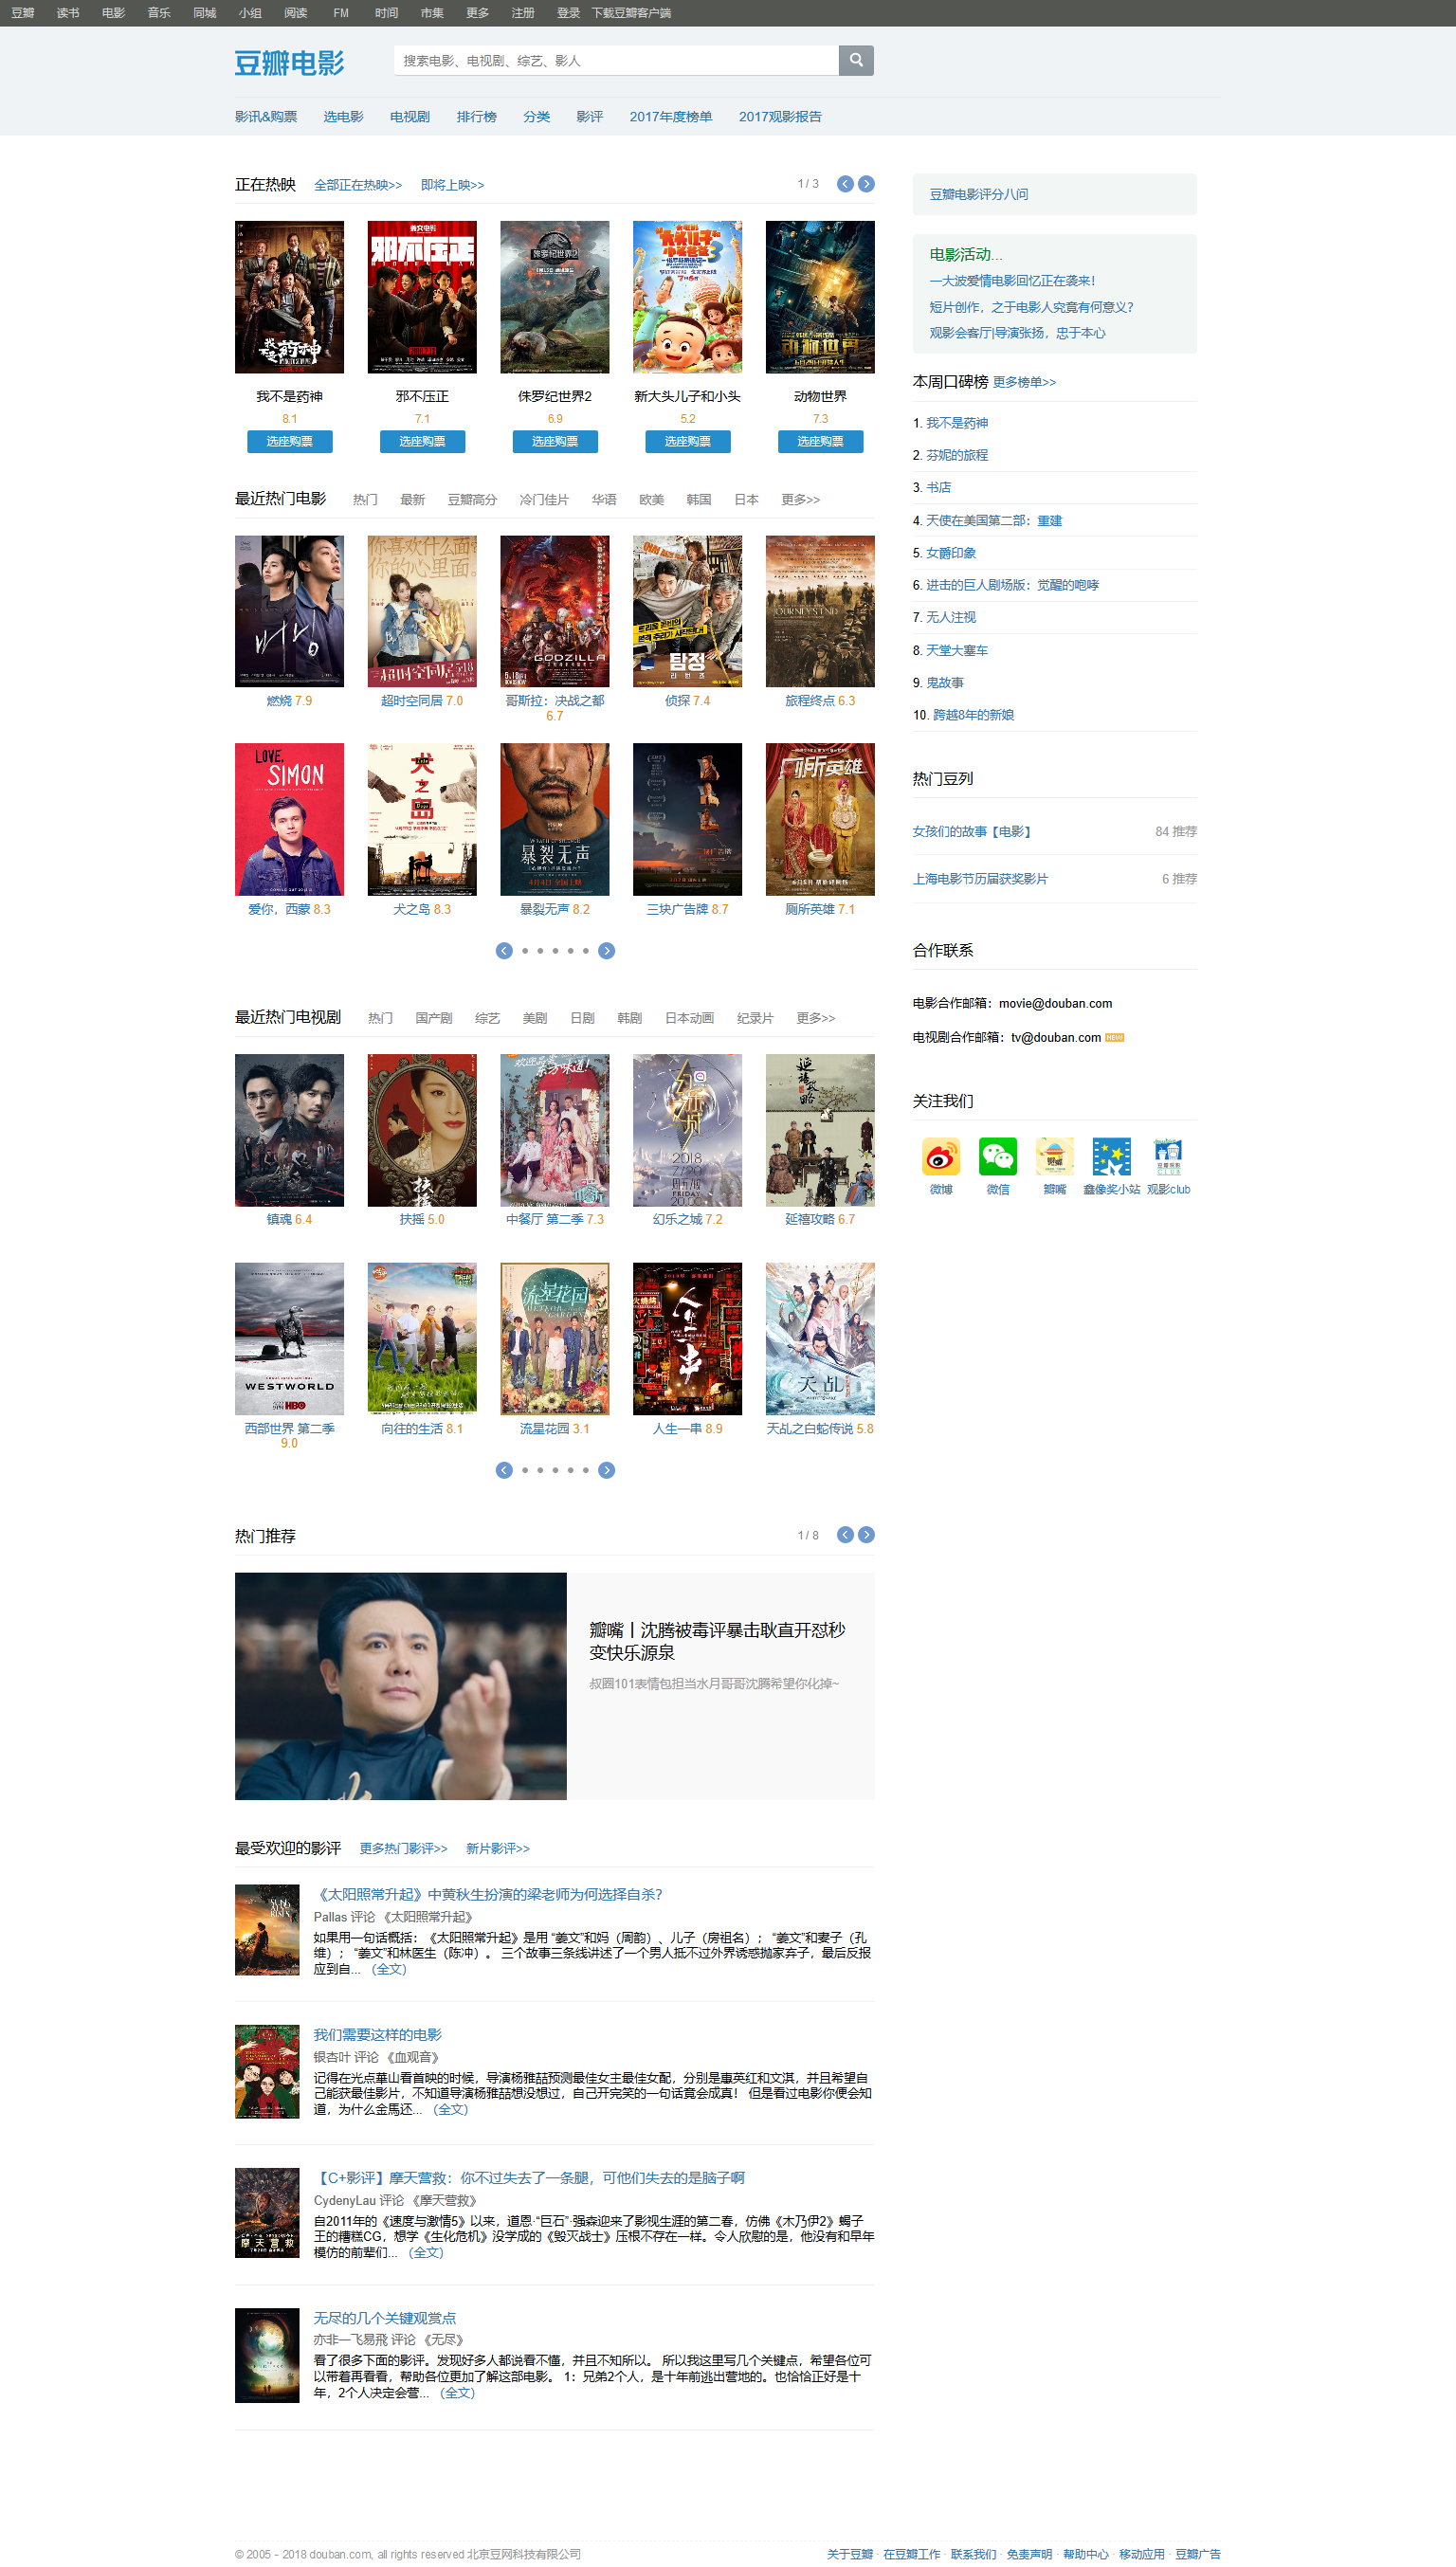 豆瓣 读书 电影 音乐 同城 小组 阅读 FM 时间 市集 更多 注册 登录 下载豆瓣客户端
豆瓣电影
搜索电影、电视剧、综艺、影人
影讯&购票 选电影 电视剧 排行榜 分类 影评 2017年度榜单 2017观影报告
正在热映 全部正在热映>> 即将上映>> 1 / 3
我不是药神 邪不压正 侏罗纪世界2 新大头儿子和小头 动物世界
8.1 7.1 6.9 5.2 7.3
选座购票 选座购票 选座购票 选座购票 选座购票
最近热门电影 热门 最新 豆瓣高分 冷门佳片 华语 欧美 韩国 日本 更多>>
GODZILLA
燃烧 7.9 超时空同居 7.0 哥斯拉：决战之都 6.7 侦探 7.4 旅程终点 6.3
LOVE, SIMON
犬之岛
暴裂无声
厕所英雄
爱你，西蒙 8.3 犬之岛 8.3 暴裂无声 8.2 三块广告牌 8.7 厕所英雄 7.1
最近热门电视剧 热门 国产剧 综艺 美剧 日剧 韩剧 日本动画 纪录片 更多>>
镇魂 6.4 扶摇 5.0 中餐厅 第二季 7.3 幻乐之城 7.2 延禧攻略 6.7
WESTWORLD
HBO
流星花园
西部世界 第二季 9.0 向往的生活 8.1 流星花园 3.1 人生一串 8.9 天乩之白蛇传说 5.8
热门推荐 1 / 8
瓣嘴丨沈腾被毒评暴击耿直开怼秒
变快乐源泉
叔圈101表情包担当水月哥哥沈腾希望你化掉~
最受欢迎的影评 更多热门影评>> 新片影评>>
《太阳照常升起》中黄秋生扮演的梁老师为何选择自杀？
Pallas 评论 《太阳照常升起》
如果用一句话概括：《太阳照常升起》是用 “姜文”和妈（周韵）、儿子（房祖名）； “姜文”和妻子（孔
维）； “姜文”和林医生（陈冲）。 三个故事三条线讲述了一个男人抵不过外界诱惑抛家弃子，最后反报
应到自... （全文）
我们需要这样的电影
银杏叶 评论 《血观音》
记得在光点華山看首映的时候，导演杨雅喆预测最佳女主最佳女配，分别是惠英红和文淇，并且希望自
己能获最佳影片，不知道导演杨雅喆想没想过，自己开完笑的一句话竟会成真！ 但是看过电影你便会知
道，为什么金馬还... （全文）
【C+影评】摩天营救：你不过失去了一条腿，可他们失去的是脑子啊
CydenyLau 评论 《摩天营救》
自2011年的《速度与激情5》以来，道恩·“巨石”·强森迎来了影视生涯的第二春，仿佛《木乃伊2》蝎子
王的糟糕CG，想学《生化危机》没学成的《毁灭战士》压根不存在一样。令人欣慰的是，他没有和早年
模仿的前辈们... （全文）
无尽的几个关键观赏点
亦非—飞易飛 评论 《无尽》
看了很多下面的影评。发现好多人都说看不懂，并且不知所以。 所以我这里写几个关键点，希望各位可
以带着再看看，帮助各位更加了解这部电影。 1：兄弟2个人，是十年前逃出营地的。也恰恰正好是十
年，2个人决定会营... （全文）
豆瓣电影评分八问
电影活动...
一大波爱情电影回忆正在袭来！
短片创作，之于电影人究竟有何意义？
观影会客厅|导演张扬，忠于本心
本周口碑榜 更多榜单>>
1. 我不是药神
2. 芬妮的旅程
3. 书店
4. 天使在美国第二部：重建
5. 女爵印象
6. 进击的巨人剧场版：觉醒的咆哮
7. 无人注视
8. 天堂大塞车
9. 鬼故事
10. 跨越8年的新娘
热门豆列
女孩们的故事【电影】 84 推荐
上海电影节历届获奖影片 6 推荐
合作联系
电影合作邮箱：movie@douban.com
电视剧合作邮箱：tv@douban.com NEW
关注我们
微博 微信 瓣嘴 鑫像奖小站 观影club
© 2005－2018 douban.com, all rights reserved 北京豆网科技有限公司
关于豆瓣 · 在豆瓣工作 · 联系我们 · 免责声明 · 帮助中心 · 移动应用 · 豆瓣广告